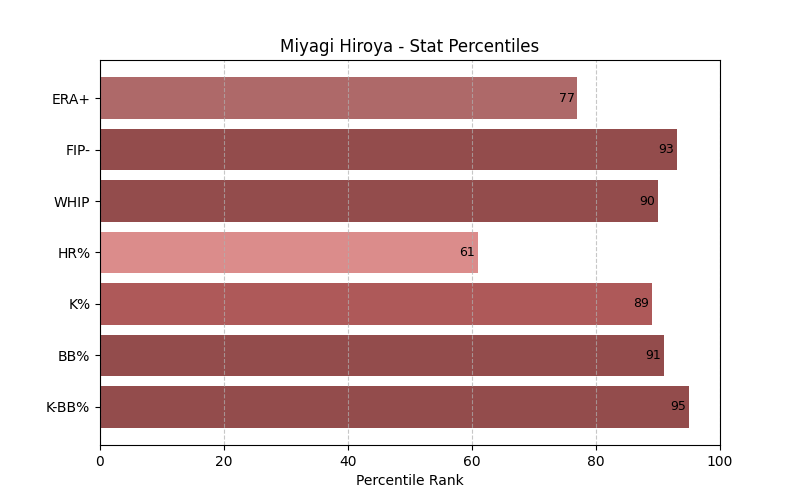 Miyagi Hiroya - Stat Percentiles
ERA+ 77
FIP- 93
WHIP 90
HR% 61
K% 89
BB% 91
K-BB% 95
0 20 40 60 80 100
Percentile Rank